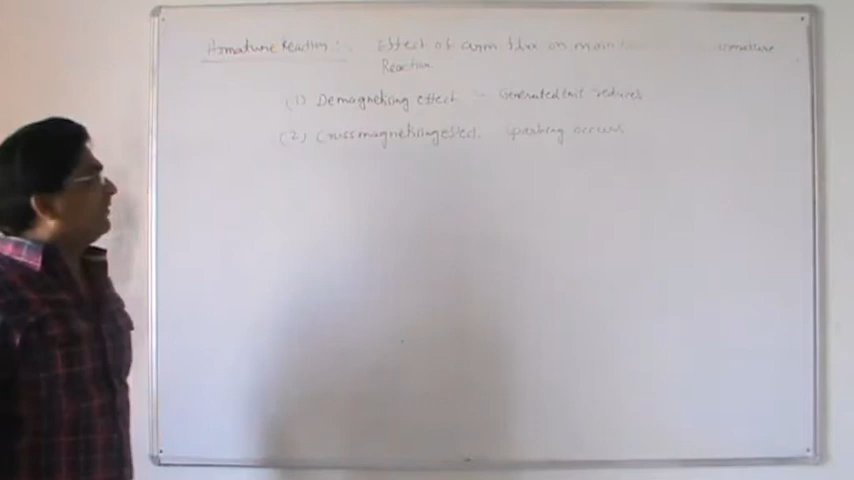 Armature Reaction :- Effect of arm flux on main armature
Reaction
(1) Demagnetising effect :- Generated emf reduces
(2) Cross magnetising effect. Sparking occurs